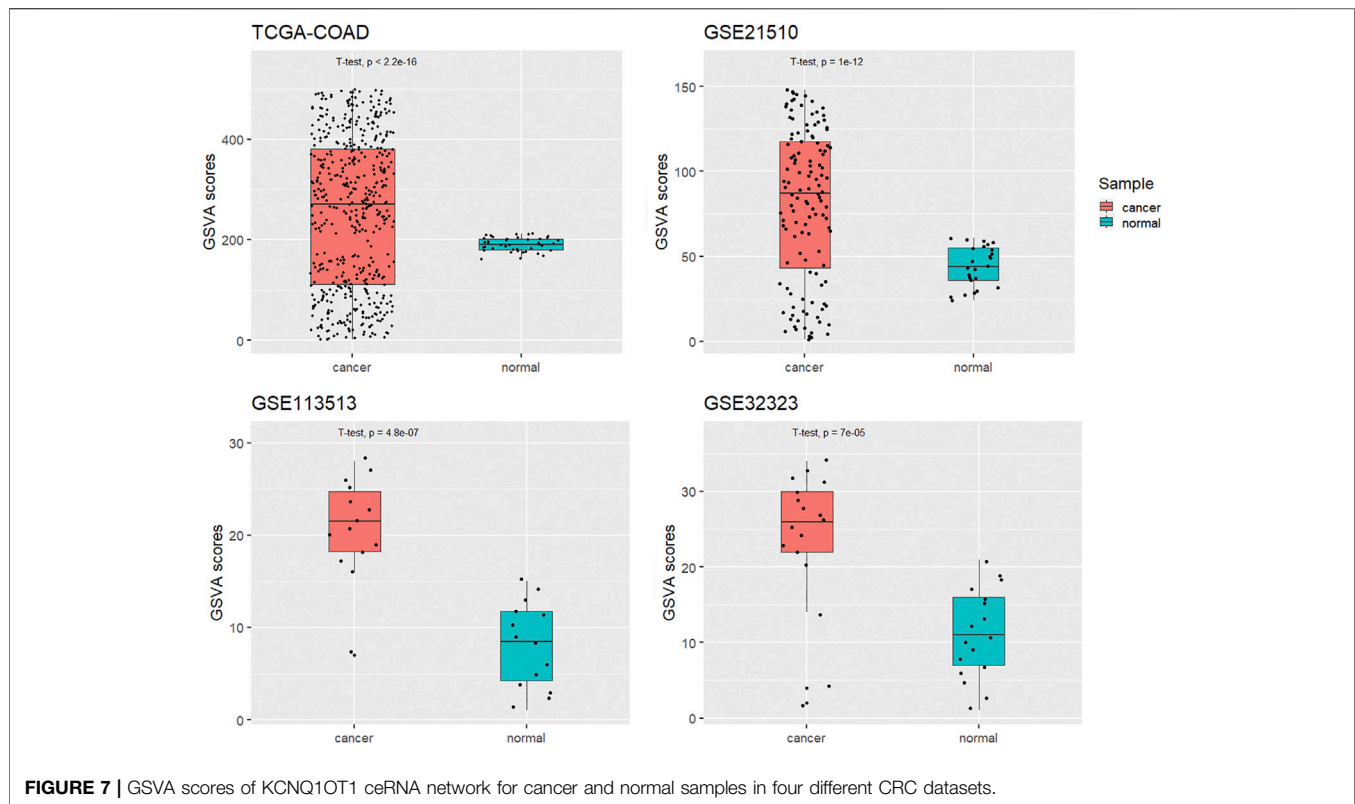 TCGA-COAD
T-test, p < 2.2e-16
GSVA scores
400
200
0
cancer
normal
GSE21510
T-test, p = 1e-12
GSVA scores
150
100
50
0
cancer
normal
Sample
cancer
normal
GSE113513
T-test, p = 4.8e-07
GSVA scores
30
20
10
0
cancer
normal
GSE32323
T-test, p = 7e-05
GSVA scores
30
20
10
0
cancer
normal
FIGURE 7 | GSVA scores of KCNQ1OT1 ceRNA network for cancer and normal samples in four different CRC datasets.